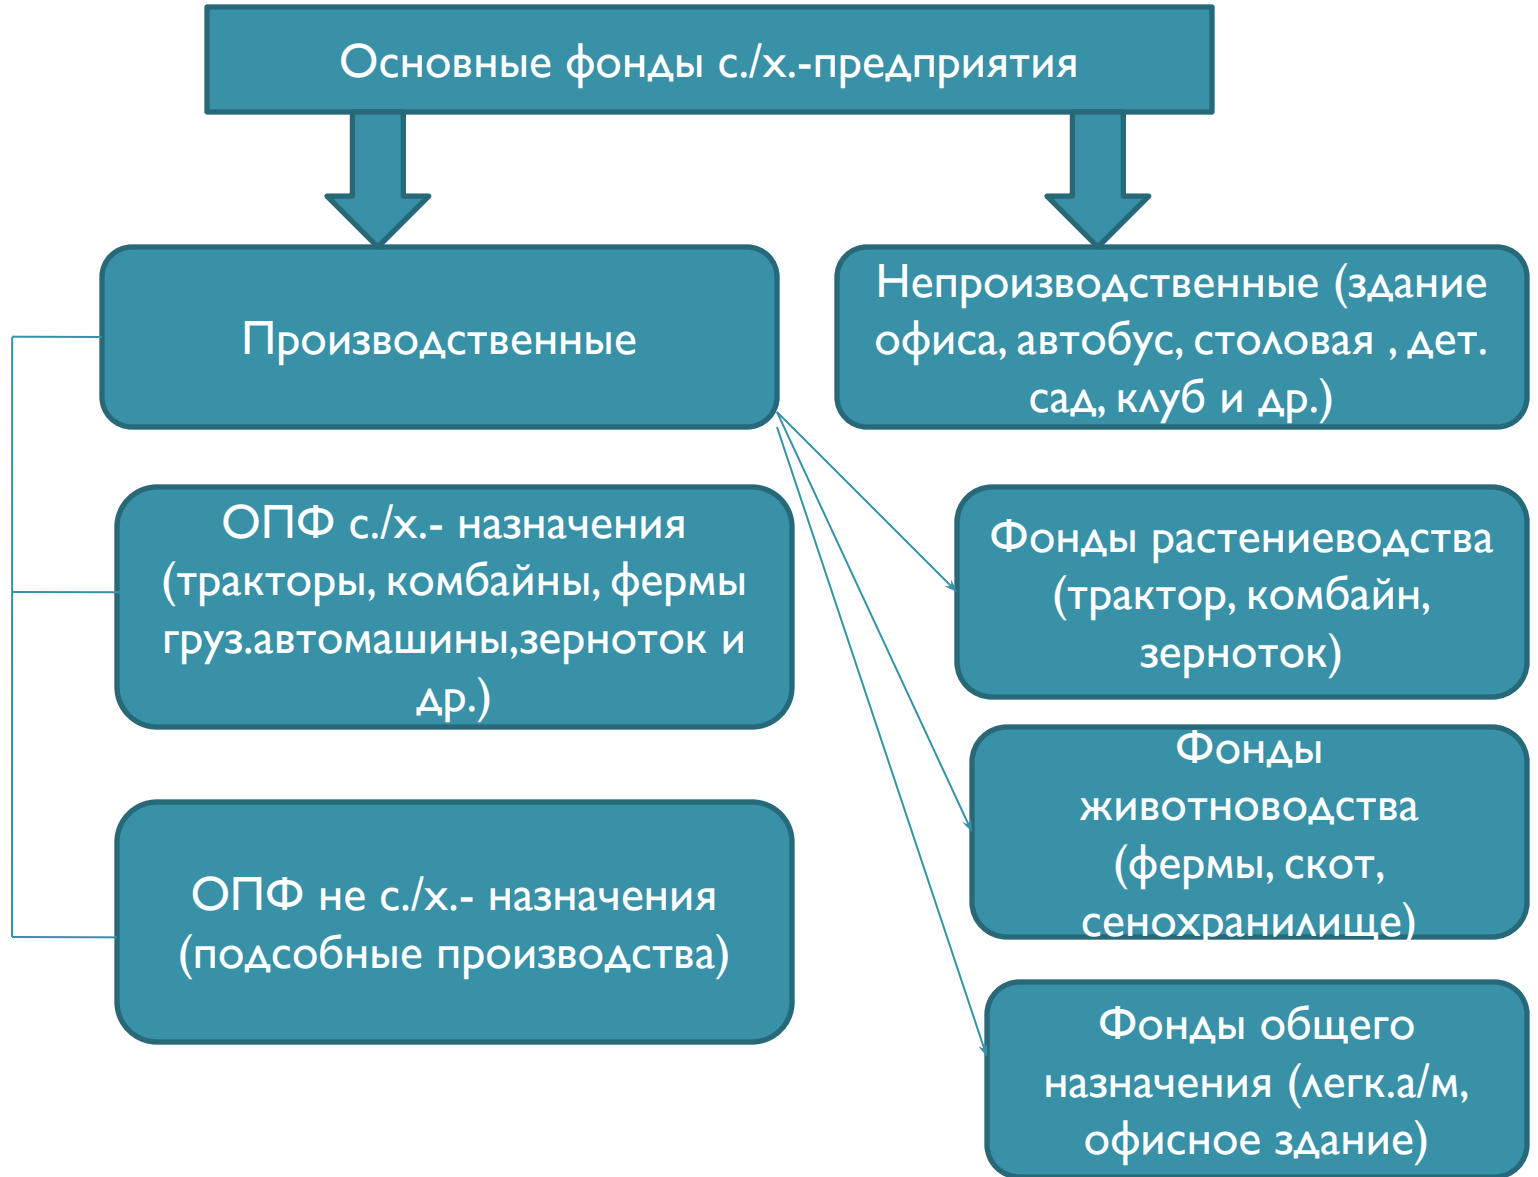 Основные фонды с./х.-предприятия
Производственные
Непроизводственные (здание
офиса, автобус, столовая , дет.
сад, клуб и др.)
ОПФ с./х.- назначения
(тракторы, комбайны, фермы
груз.автомашины,зерноток и
др.)
ОПФ не с./х.- назначения
(подсобные производства)
Фонды растениеводства
(трактор, комбайн,
зерноток)
Фонды
животноводства
(фермы, скот,
сенохранилище)
Фонды общего
назначения (легк.а/м,
офисное здание)